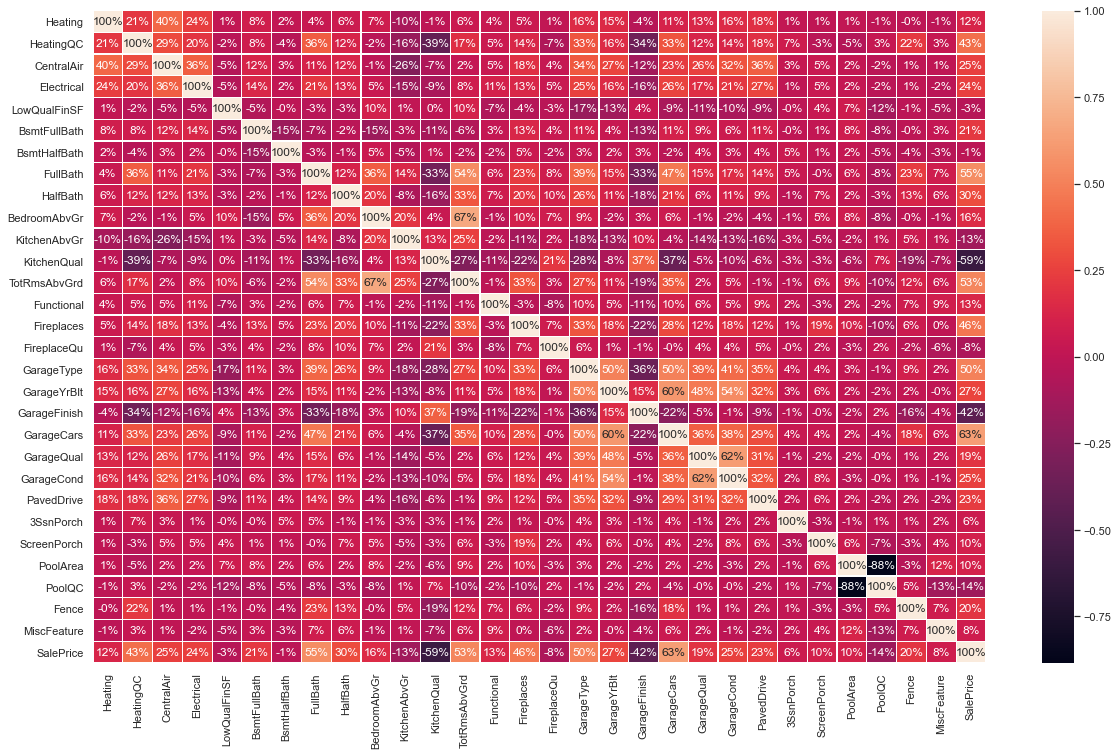 Heating 100% 21% 40% 24% 1% 8% 2% 4% 6% 7% -10% -1% 6% 4% 5% 1% 16% 15% -4% 11% 13% 16% 18% 1% 1% 1% -1% -0% -1% 12%
HeatingQC 21% 100% 29% 20% -2% 8% -4% 36% 12% -2% -16% -39% 17% 5% 14% -7% 33% 16% -34% 33% 12% 14% 18% 7% -3% -5% 3% 22% 3% 43%
CentralAir 40% 29% 100% 36% -5% 12% 3% 11% 12% -1% -26% -7% 2% 5% 18% 4% 34% 27% -12% 23% 26% 32% 36% 3% 5% 2% -2% 1% 1% 25%
Electrical 24% 20% 36% 100% -5% 14% 2% 21% 13% 5% -15% -9% 8% 11% 13% 5% 25% 16% -16% 26% 17% 21% 27% 1% 5% 2% -2% 1% -2% 24%
LowQualFinSF 1% -2% -5% -5% 100% -5% -0% -3% -3% 10% 1% 0% 10% -7% -4% -3% -17% -13% 4% -9% -11% -10% -9% -0% 4% 7% -12% -1% -5% -3%
BsmtFullBath 8% 8% 12% 14% -5% 100% -15% -7% -2% -15% -3% -11% -6% 3% 13% 4% 11% 4% -13% 11% 9% 6% 11% -0% 1% 8% -8% -0% 3% 21%
BsmtHalfBath 2% -4% 3% 2% -0% -15% 100% -3% -1% 5% -5% 1% -2% -2% 5% -2% 3% 2% 3% -2% 4% 3% 4% 5% 1% 2% -5% -4% -3% -1%
FullBath 4% 36% 11% 21% -3% -7% -3% 100% 12% 36% 14% -33% 54% 6% 23% 8% 39% 15% -33% 47% 15% 17% 14% 5% -0% 6% -8% 23% 7% 55%
HalfBath 6% 12% 12% 13% -3% -2% -1% 12% 100% 20% -8% -16% 33% 7% 20% 10% 26% 11% -18% 21% 6% 11% 9% -1% 7% 2% -3% 13% 6% 30%
BedroomAbvGr 7% -2% -1% 5% 10% -15% 5% 36% 20% 100% 20% 4% 67% -1% 10% 7% 9% -2% 3% 6% -1% -2% -4% -1% 5% 8% -8% -0% -1% 16%
KitchenAbvGr -10% -16% -26% -15% 1% -3% -5% 14% -8% 20% 100% 13% 25% -2% -11% 2% -18% -13% 10% -4% -14% -13% -16% -3% -5% -2% 1% 5% 1% -13%
KitchenQual -1% -39% -7% -9% 0% -11% 1% -33% -16% 4% 13% 100% -27% -11% -22% 21% -28% -8% 37% -37% -5% -10% -6% -3% -3% -6% 7% -19% -7% -59%
TotRmsAbvGrd 6% 17% 2% 8% 10% -6% -2% 54% 33% 67% 25% -27% 100% -1% 33% 3% 27% 11% -19% 35% 2% 5% -1% -1% 6% 9% -10% 12% 6% 53%
Functional 4% 5% 5% 11% -7% 3% -2% 6% 7% -1% -2% -11% -1% 100% -3% -8% 10% 5% -11% 10% 6% 5% 9% 2% -3% 2% -2% 7% 9% 13%
Fireplaces 5% 14% 18% 13% -4% 13% 5% 23% 20% 10% -11% -22% 33% -3% 100% 7% 33% 18% -22% 28% 12% 18% 12% 1% 19% 10% -10% 6% 0% 46%
FireplaceQu 1% -7% 4% 5% -3% 4% -2% 8% 10% 7% 2% 21% 3% -8% 7% 100% 6% 1% -1% -0% 4% 4% 5% -0% 2% -3% 2% -2% -6% -8%
GarageType 16% 33% 34% 25% -17% 11% 3% 39% 26% 9% -18% -28% 27% 10% 33% 6% 100% 50% -36% 50% 39% 41% 35% 4% 4% 3% -1% 9% 2% 50%
GarageYrBlt 15% 16% 27% 16% -13% 4% 2% 15% 11% -2% -13% -8% 11% 5% 18% 1% 50% 100% 15% 60% 48% 54% 32% 3% 6% 2% -2% 2% -0% 27%
GarageFinish -4% -34% -12% -16% 4% -13% 3% -33% -18% 3% 10% 37% -19% -11% -22% -1% -36% 15% 100% -22% -5% -1% -9% -1% -0% -2% 2% -16% -4% -42%
GarageCars 11% 33% 23% 26% -9% 11% -2% 47% 21% 6% -4% -37% 35% 10% 28% -0% 50% 60% -22% 100% 36% 38% 29% 4% 4% 2% -4% 18% 6% 63%
GarageQual 13% 12% 26% 17% -11% 9% 4% 15% 6% -1% -14% -5% 2% 6% 12% 4% 39% 48% -5% 36% 100% 62% 31% -1% -2% -2% -0% 1% 2% 19%
GarageCond 16% 14% 32% 21% -10% 6% 3% 17% 11% -2% -13% -10% 5% 5% 18% 4% 41% 54% -1% 38% 62% 100% 32% 2% 8% -3% -0% 1% -1% 25%
PavedDrive 18% 18% 36% 27% -9% 11% 4% 14% 9% -4% -16% -6% -1% 9% 12% 5% 35% 32% -9% 29% 31% 32% 100% 2% 6% 2% -2% 2% -2% 23%
3SsnPorch 1% 7% 3% 1% -0% -0% 5% 5% -1% -1% -3% -3% -1% 2% 1% -0% 4% 3% -1% 4% -1% 2% 2% 100% -3% -1% 1% 1% 2% 6%
ScreenPorch 1% -3% 5% 5% 4% 1% 1% -0% 7% 5% -5% -3% 6% -3% 19% 2% 4% 6% -0% 4% -2% 8% 6% -3% 100% 6% -7% -3% 4% 10%
PoolArea 1% -5% 2% 2% 7% 8% 2% 6% 2% 8% -2% -6% 9% 2% 10% -3% 3% 2% -2% 2% -2% -3% 2% -1% 6% 100% -88% -3% 12% 10%
PoolQC -1% 3% -2% -2% -12% -8% -5% -8% -3% -8% 1% 7% -10% -2% -10% 2% -1% -2% 2% -4% -0% -0% -2% 1% -7% -88% 100% 5% -13% -14%
Fence -0% 22% 1% 1% -1% -0% -4% 23% 13% -0% 5% -19% 12% 7% 6% -2% 9% 2% -16% 18% 1% 1% 2% 1% -3% -3% 5% 100% 7% 20%
MiscFeature -1% 3% 1% -2% -5% 3% -3% 7% 6% -1% 1% -7% 6% 9% 0% -6% 2% -0% -4% 6% 2% -1% -2% 2% 4% 12% -13% 7% 100% 8%
SalePrice 12% 43% 25% 24% -3% 21% -1% 55% 30% 16% -13% -59% 53% 13% 46% -8% 50% 27% -42% 63% 19% 25% 23% 6% 10% 10% -14% 20% 8% 100%
Heating
HeatingQC
CentralAir
Electrical
LowQualFinSF
BsmtFullBath
BsmtHalfBath
FullBath
HalfBath
BedroomAbvGr
KitchenAbvGr
KitchenQual
TotRmsAbvGrd
Functional
Fireplaces
FireplaceQu
GarageType
GarageYrBlt
GarageFinish
GarageCars
GarageQual
GarageCond
PavedDrive
3SsnPorch
ScreenPorch
PoolArea
PoolQC
Fence
MiscFeature
SalePrice
1.00
0.75
0.50
0.25
0.00
−0.25
−0.50
−0.75